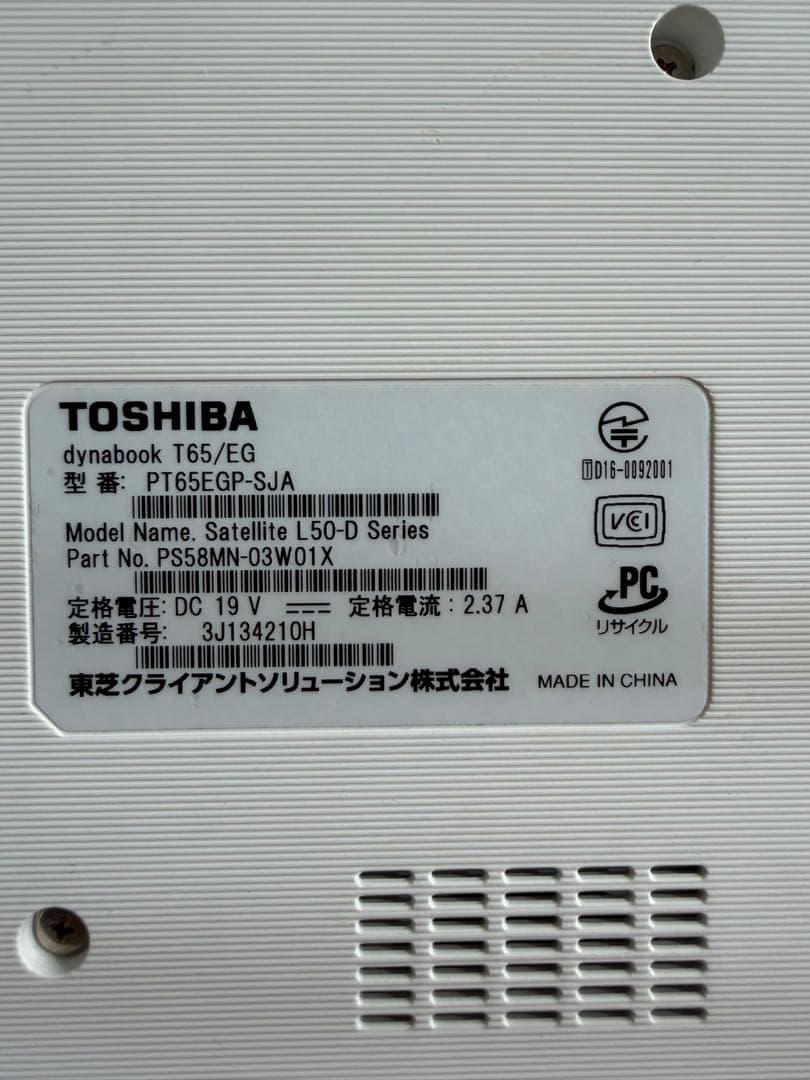 TOSHIBA
dynabook T65/EG
型 番: PT65EGP-SJA
Model Name. Satellite L50-D Series
Part No. PS58MN-03W01X
定格電圧: DC 19 V 定格電流 : 2.37 A
製造番号: 3J134210H
東芝クライアントソリューション株式会社 MADE IN CHINA
T D16-0092001
VCI
PC
リサイクル